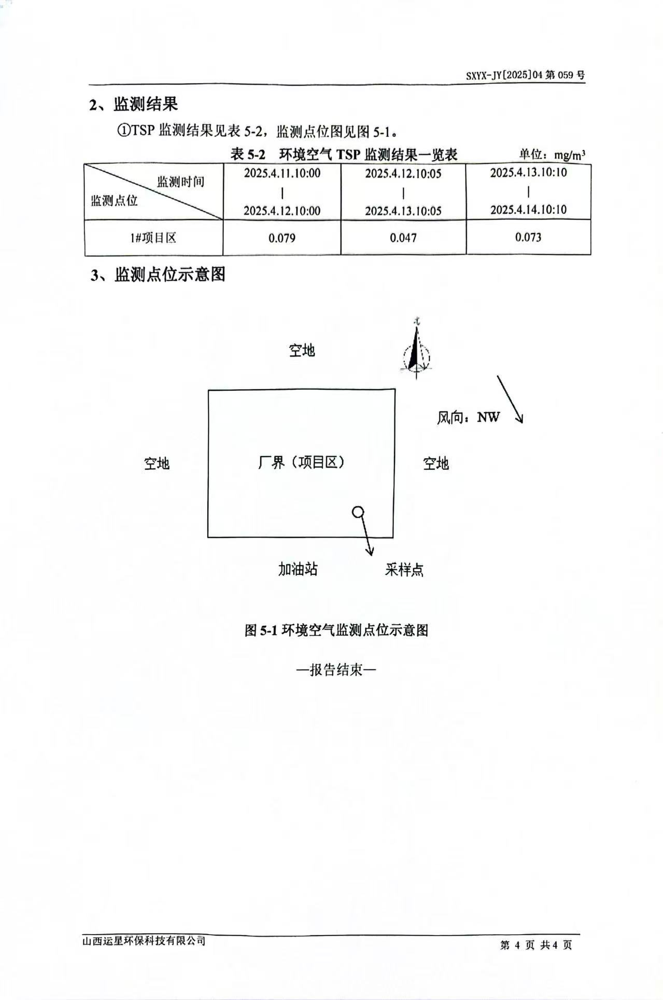 SXYX-JY[2025]04 第 059 号
2、监测结果
①TSP 监测结果见表 5-2，监测点位图见图 5-1。
表 5-2 环境空气 TSP 监测结果一览表 单位：mg/m³
监测时间
监测点位
2025.4.11.10:00 | 2025.4.12.10:00
2025.4.12.10:05 | 2025.4.13.10:05
2025.4.13.10:10 | 2025.4.14.10:10
1#项目区 0.079 0.047 0.073
3、监测点位示意图
北
空地
风向：NW
空地 厂界（项目区） 空地
加油站 采样点
图 5-1 环境空气监测点位示意图
—报告结束—
山西运星环保科技有限公司 第 4 页 共 4 页